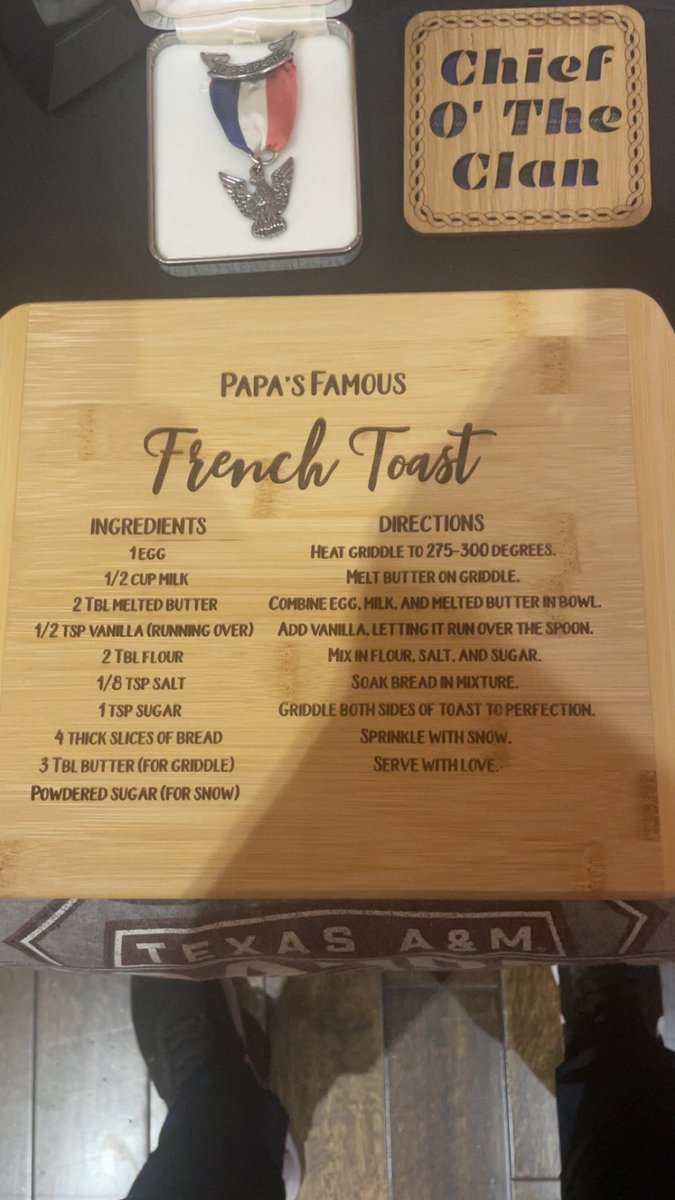 Chief
O' The
Clan
PAPA'S FAMOUS
French Toast
INGREDIENTS
1 EGG
1/2 CUP MILK
2 TBL MELTED BUTTER
1/2 TSP VANILLA (RUNNING OVER)
2 TBL FLOUR
1/8 TSP SALT
1 TSP SUGAR
4 THICK SLICES OF BREAD
3 TBL BUTTER (FOR GRIDDLE)
POWDERED SUGAR (FOR SNOW)
DIRECTIONS
HEAT GRIDDLE TO 275-300 DEGREES.
MELT BUTTER ON GRIDDLE.
COMBINE EGG, MILK, AND MELTED BUTTER IN BOWL.
ADD VANILLA, LETTING IT RUN OVER THE SPOON.
MIX IN FLOUR, SALT, AND SUGAR.
SOAK BREAD IN MIXTURE.
GRIDDLE BOTH SIDES OF TOAST TO PERFECTION.
SPRINKLE WITH SNOW.
SERVE WITH LOVE.
TEXAS A&M